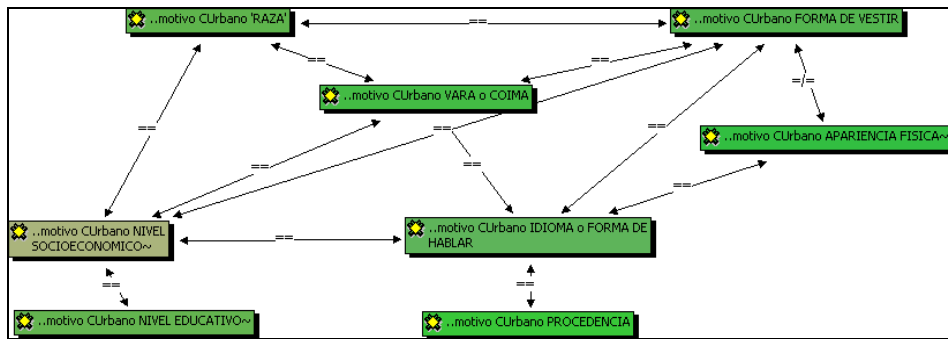 ..motivo CUrbano 'RAZA'
==
..motivo CUrbano FORMA DE VESTIR
==
==
=/=
..motivo CUrbano VARA o COIMA
==
==
==
..motivo CUrbano APARIENCIA FISICA~
==
==
==
..motivo CUrbano NIVEL
SOCIOECONOMICO~
==
..motivo CUrbano IDIOMA o FORMA DE
HABLAR
==
==
..motivo CUrbano NIVEL EDUCATIVO~
..motivo CUrbano PROCEDENCIA